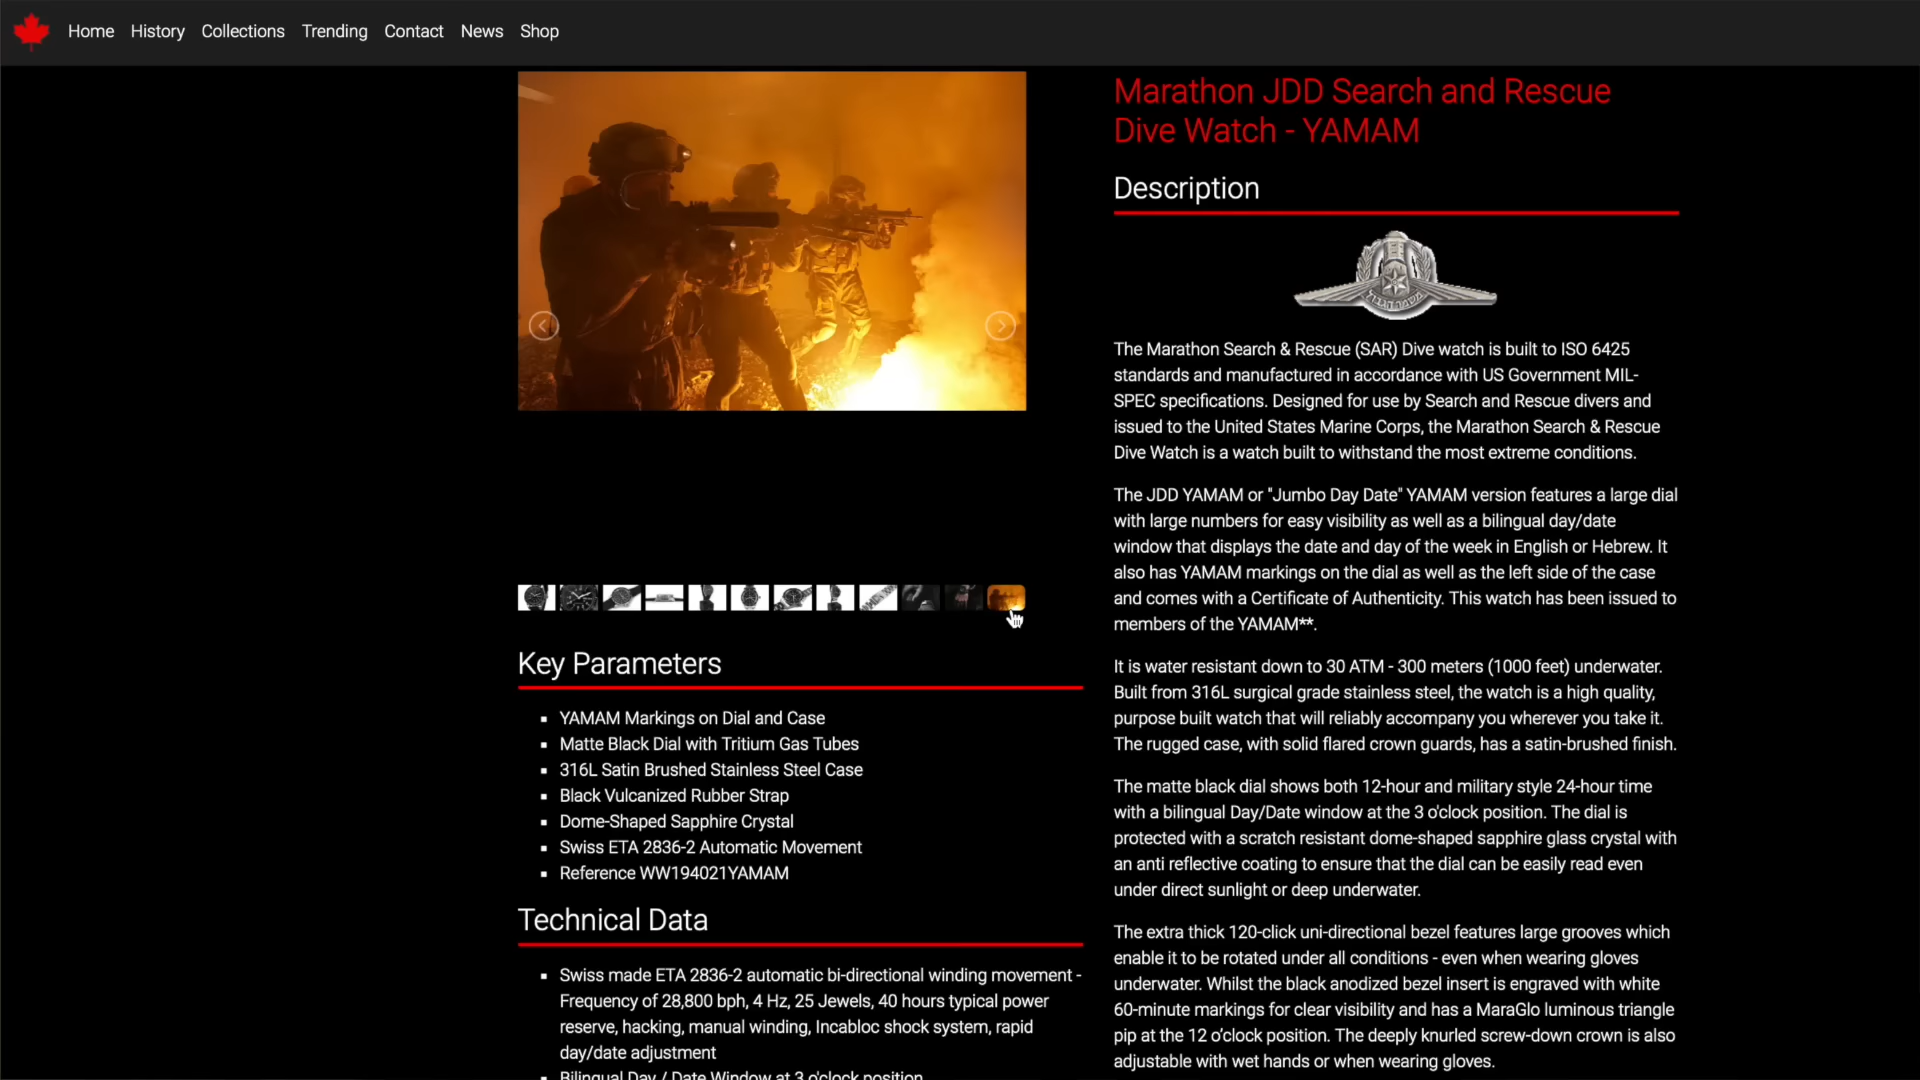 Home History Collections Trending Contact News Shop
Marathon JDD Search and Rescue
Dive Watch - YAMAM
Description
The Marathon Search & Rescue (SAR) Dive watch is built to ISO 6425
standards and manufactured in accordance with US Government MIL-
SPEC specifications. Designed for use by Search and Rescue divers and
issued to the United States Marine Corps, the Marathon Search & Rescue
Dive Watch is a watch built to withstand the most extreme conditions.
The JDD YAMAM or "Jumbo Day Date" YAMAM version features a large dial
with large numbers for easy visibility as well as a bilingual day/date
window that displays the date and day of the week in English or Hebrew. It
also has YAMAM markings on the dial as well as the left side of the case
and comes with a Certificate of Authenticity. This watch has been issued to
members of the YAMAM**.
It is water resistant down to 30 ATM - 300 meters (1000 feet) underwater.
Built from 316L surgical grade stainless steel, the watch is a high quality,
purpose built watch that will reliably accompany you wherever you take it.
The rugged case, with solid flared crown guards, has a satin-brushed finish.
The matte black dial shows both 12-hour and military style 24-hour time
with a bilingual Day/Date window at the 3 o'clock position. The dial is
protected with a scratch resistant dome-shaped sapphire glass crystal with
an anti reflective coating to ensure that the dial can be easily read even
under direct sunlight or deep underwater.
The extra thick 120-click uni-directional bezel features large grooves which
enable it to be rotated under all conditions - even when wearing gloves
underwater. Whilst the black anodized bezel insert is engraved with white
60-minute markings for clear visibility and has a MaraGlo luminous triangle
pip at the 12 o'clock position. The deeply knurled screw-down crown is also
adjustable with wet hands or when wearing gloves.
Key Parameters
YAMAM Markings on Dial and Case
Matte Black Dial with Tritium Gas Tubes
316L Satin Brushed Stainless Steel Case
Black Vulcanized Rubber Strap
Dome-Shaped Sapphire Crystal
Swiss ETA 2836-2 Automatic Movement
Reference WW194021YAMAM
Technical Data
Swiss made ETA 2836-2 automatic bi-directional winding movement -
Frequency of 28,800 bph, 4 Hz, 25 Jewels, 40 hours typical power
reserve, hacking, manual winding, Incabloc shock system, rapid
day/date adjustment
Bilingual Day / Date Window at 3 o'clock position